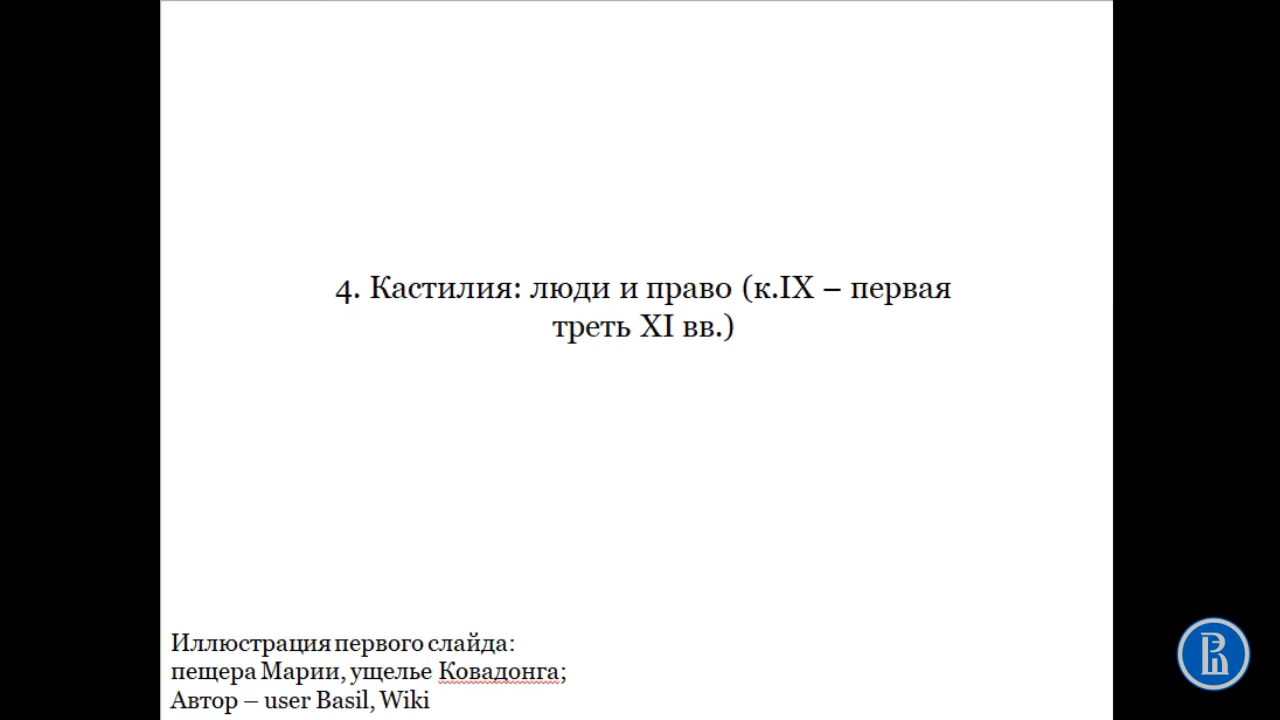 4. Кастилия: люди и право (к.IX – первая
треть XI вв.)
Иллюстрация первого слайда:
пещера Марии, ущелье Ковадонга;
Автор – user Basil, Wiki